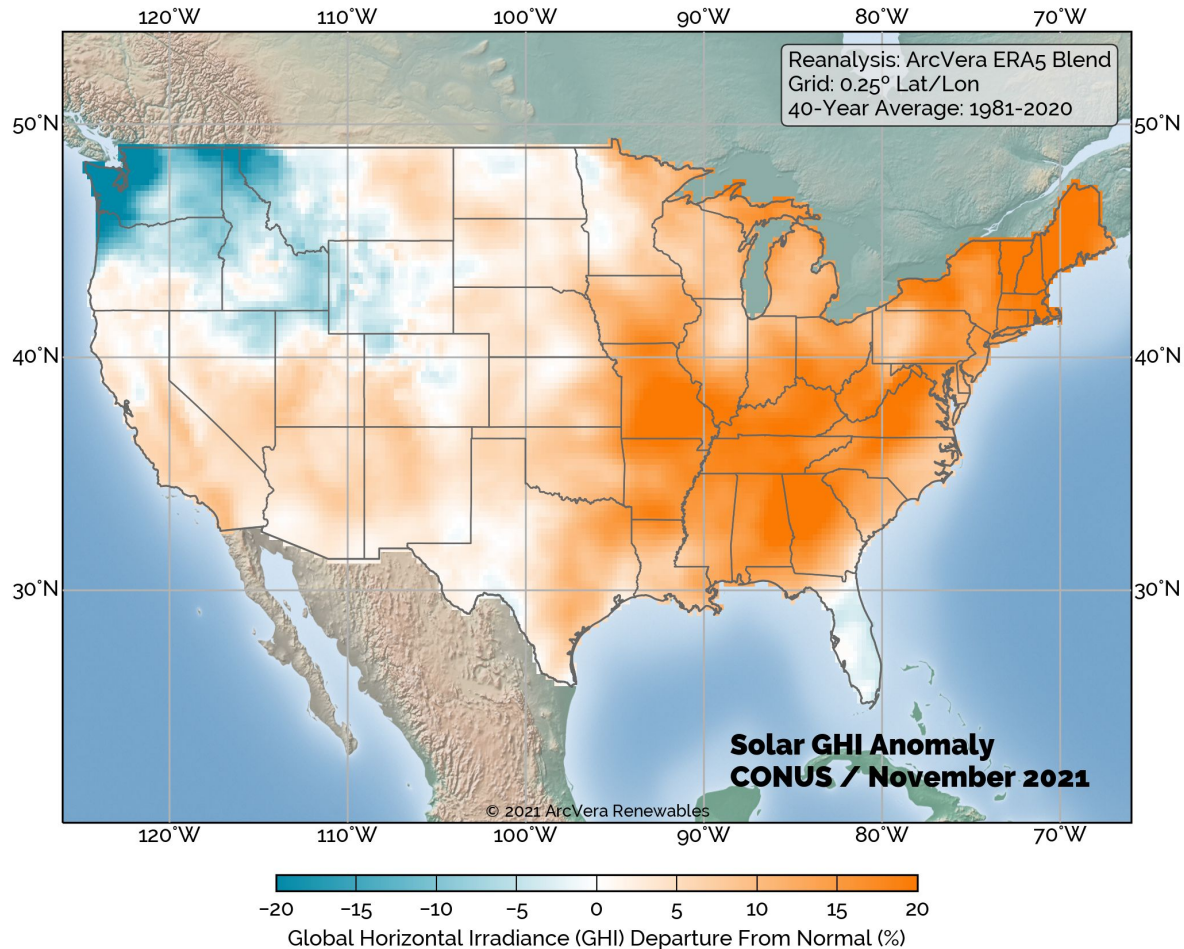 120°W 110°W 100°W 90°W 80°W 70°W
Reanalysis: ArcVera ERA5 Blend
Grid: 0.25º Lat/Lon
40-Year Average: 1981-2020
50°N 50°N
40°N 40°N
30°N 30°N
Solar GHI Anomaly
CONUS / November 2021
© 2021 ArcVera Renewables
120°W 110°W 100°W 90°W 80°W 70°W
−20 −15 −10 −5 0 5 10 15 20
Global Horizontal Irradiance (GHI) Departure From Normal (%)